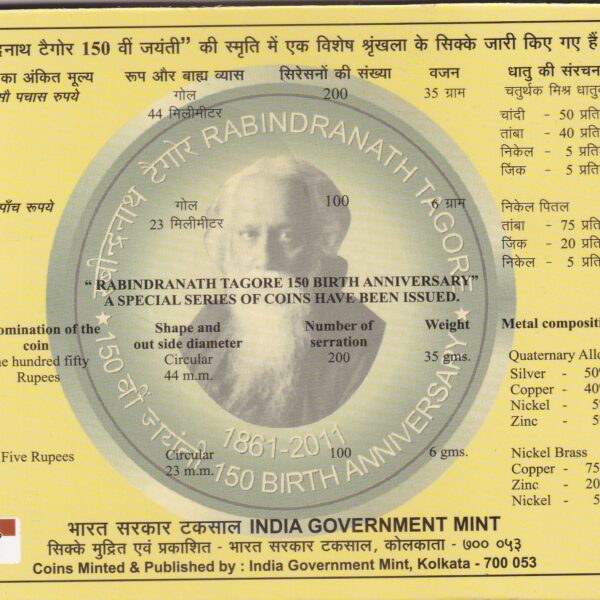 द्रनाथ टैगोर 150 वीं जयंती” की स्मृति में एक विशेष श्रृंखला के सिक्के जारी किए गए हैं
का अंकित मूल्य रूप और बाह्य व्यास सिरेसनों की संख्या वजन धातु की संरचन
सौ पचास रुपये गोल 200 35 ग्राम चतुर्थक मिश्र धातु
44 मिलीमीटर
चांदी - 50 प्रति
तांबा - 40 प्रति
निकेल - 5 प्रति
जिंक - 5 प्रति
रवीन्द्रनाथ टैगोर RABINDRANATH TAGORE
पाँच रूपये गोल 100 6 ग्राम निकेल पितल
23 मिलीमीटर
तांबा - 75 प्रति
जिंक - 20 प्रति
निकेल - 5 प्रति
“ RABINDRANATH TAGORE 150 BIRTH ANNIVERSARY”
A SPECIAL SERIES OF COINS HAVE BEEN ISSUED.
nomination of the Shape and Number of Weight Metal compositi
coin out side diameter serration
ne hundred fifty Circular 200 35 gms. Quaternary Allo
Rupees 44 m.m.
Silver - 50%
Copper - 40%
Nickel - 5%
Zinc - 5%
1861-2011
150 वीं जयंती 150 BIRTH ANNIVERSARY
Five Rupees Circular 100 6 gms. Nickel Brass
23 m.m.
Copper - 75
Zinc - 20
Nickel - 5
भारत सरकार टकसाल INDIA GOVERNMENT MINT
सिक्के मुद्रित एवं प्रकाशित - भारत सरकार टकसाल, कोलकाता - ७०० ०५३
Coins Minted & Published by : India Government Mint, Kolkata - 700 053